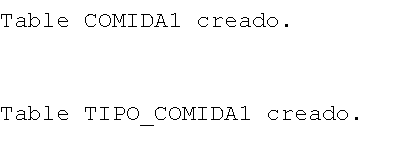 Table COMIDA1 creado.
Table TIPO_COMIDA1 creado.